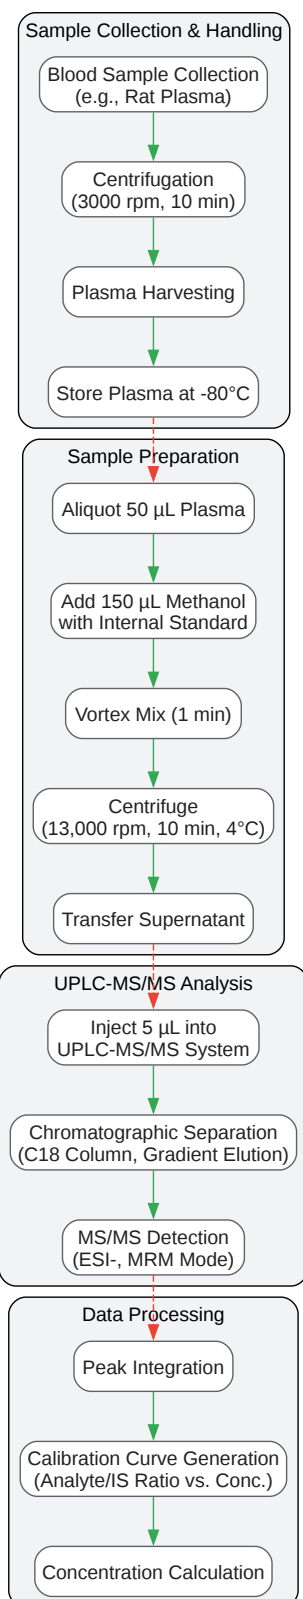 Sample Collection & Handling
Blood Sample Collection
(e.g., Rat Plasma)
Centrifugation
(3000 rpm, 10 min)
Plasma Harvesting
Store Plasma at -80°C
Sample Preparation
Aliquot 50 µL Plasma
Add 150 µL Methanol
with Internal Standard
Vortex Mix (1 min)
Centrifuge
(13,000 rpm, 10 min, 4°C)
Transfer Supernatant
UPLC-MS/MS Analysis
Inject 5 µL into
UPLC-MS/MS System
Chromatographic Separation
(C18 Column, Gradient Elution)
MS/MS Detection
(ESI-, MRM Mode)
Data Processing
Peak Integration
Calibration Curve Generation
(Analyte/IS Ratio vs. Conc.)
Concentration Calculation